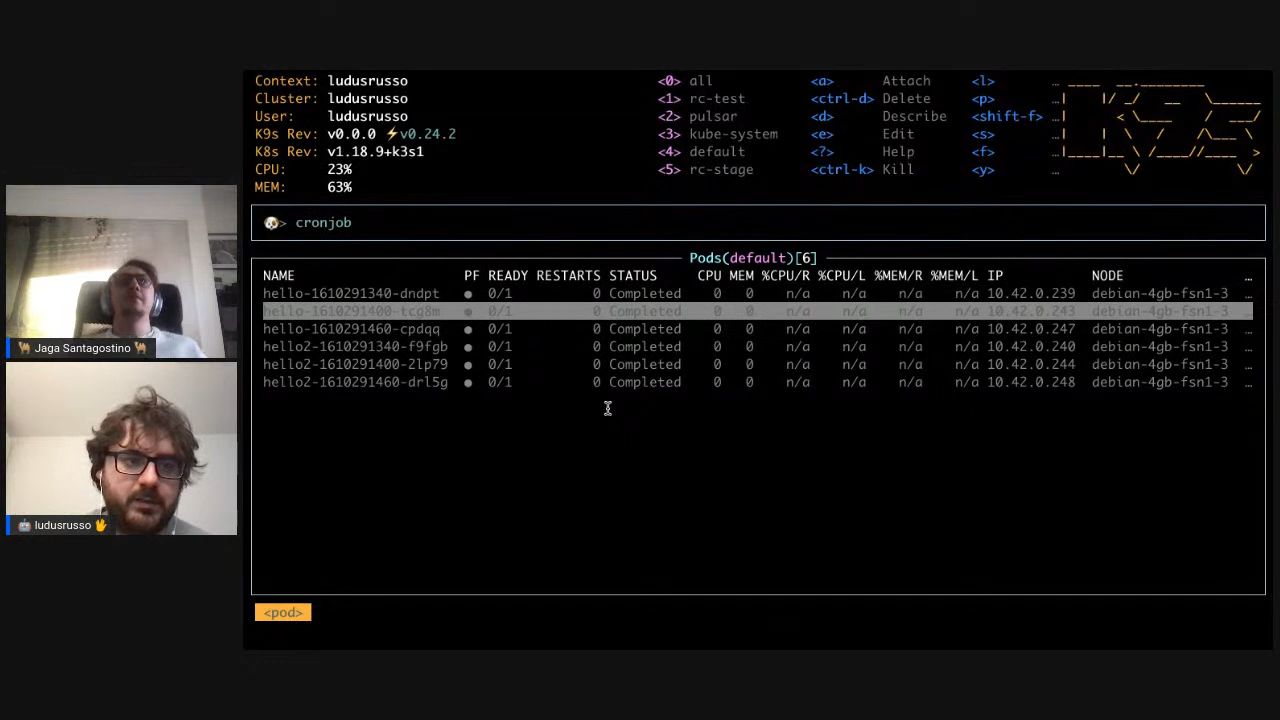 Context: ludusrusso <0> all <a> Attach <l> …
Cluster: ludusrusso <1> rc-test <ctrl-d> Delete <p> …
User: ludusrusso <2> pulsar <d> Describe <shift-f> …
K9s Rev: v0.0.0 ⚡v0.24.2 <3> kube-system <e> Edit <s> …
K8s Rev: v1.18.9+k3s1 <4> default <?> Help <f> …
CPU: 23% <5> rc-stage <ctrl-k> Kill <y> …
MEM: 63%
🐶> cronjob
Pods(default)[6]
NAME PF READY RESTARTS STATUS CPU MEM %CPU/R %CPU/L %MEM/R %MEM/L IP NODE …
hello-1610291340-dndpt ● 0/1 0 Completed 0 0 n/a n/a n/a n/a 10.42.0.239 debian-4gb-fsn1-3 …
hello-1610291400-tcg8m ● 0/1 0 Completed 0 0 n/a n/a n/a n/a 10.42.0.243 debian-4gb-fsn1-3 …
hello-1610291460-cpdqq ● 0/1 0 Completed 0 0 n/a n/a n/a n/a 10.42.0.247 debian-4gb-fsn1-3 …
hello2-1610291340-f9fgb ● 0/1 0 Completed 0 0 n/a n/a n/a n/a 10.42.0.240 debian-4gb-fsn1-3 …
hello2-1610291400-2lp79 ● 0/1 0 Completed 0 0 n/a n/a n/a n/a 10.42.0.244 debian-4gb-fsn1-3 …
hello2-1610291460-drl5g ● 0/1 0 Completed 0 0 n/a n/a n/a n/a 10.42.0.248 debian-4gb-fsn1-3 …
<pod>
🐫 Jaga Santagostino 🐫
🤖 ludusrusso 🖖